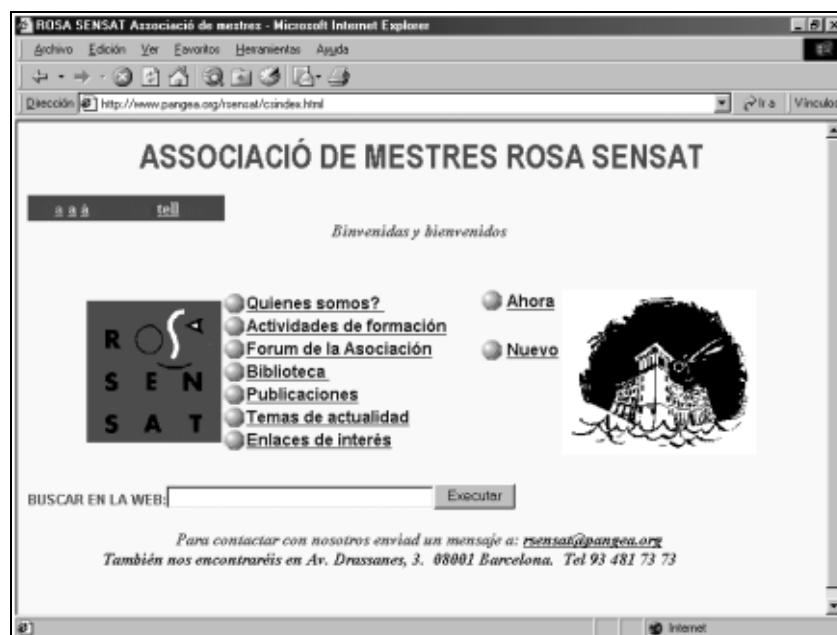 ROSA SENSAT Associació de mestres - Microsoft Internet Explorer
Archivo Edición Ver Favoritos Herramientas Ayuda
Dirección http://www.pangea.org/rsensat/csindex.html Ir a Vínculos
ASSOCIACIÓ DE MESTRES ROSA SENSAT
a a à tell
Binvenidas y bienvenidos
ROSA
SEN
SAT
Quienes somos?
Actividades de formación
Forum de la Asociación
Biblioteca
Publicaciones
Temas de actualidad
Enlaces de interés
Ahora
Nuevo
BUSCAR EN LA WEB: Executar
Para contactar con nosotros enviad un mensaje a: rsensat@pangea.org
También nos encontraréis en Av. Drassanes, 3. 08001 Barcelona. Tel 93 481 73 73
Internet